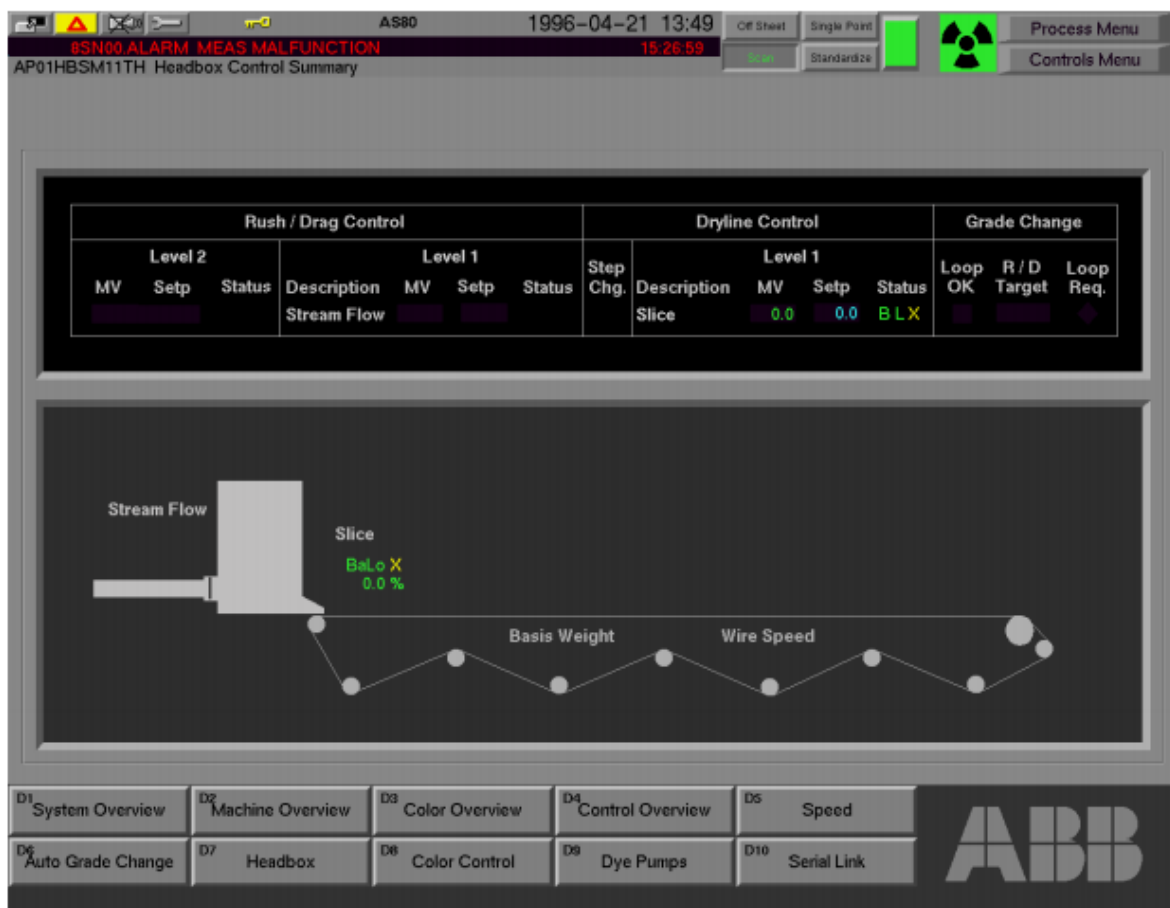 AS80 1996-04-21 13:49 Off Sheet Single Point Process Menu
8SN00.ALARM MEAS MALFUNCTION 15:26:59 Scan Standardize Controls Menu
AP01HBSM11TH Headbox Control Summary
Rush / Drag Control Dryline Control Grade Change
Level 2 Level 1 Step Chg. Level 1 Loop OK R / D Target Loop Req.
MV Setp Status Description MV Setp Status Description MV Setp Status
Stream Flow Slice 0.0 0.0 B L X
Stream Flow
Slice
BaLo X
0.0 %
Basis Weight Wire Speed
D1 System Overview D2 Machine Overview D3 Color Overview D4 Control Overview D5 Speed
D6 Auto Grade Change D7 Headbox D8 Color Control D9 Dye Pumps D10 Serial Link
ABB